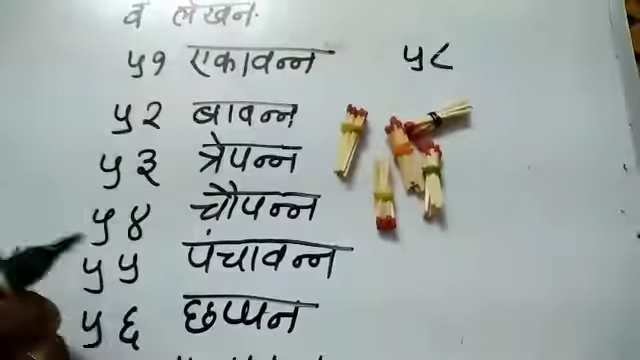 व लेखन.
५१ एकावन्न ५८
५२ बावन्न
५३ त्रेपन्न
५४ चौपन्न
५५ पंचावन्न
५६ छप्पन